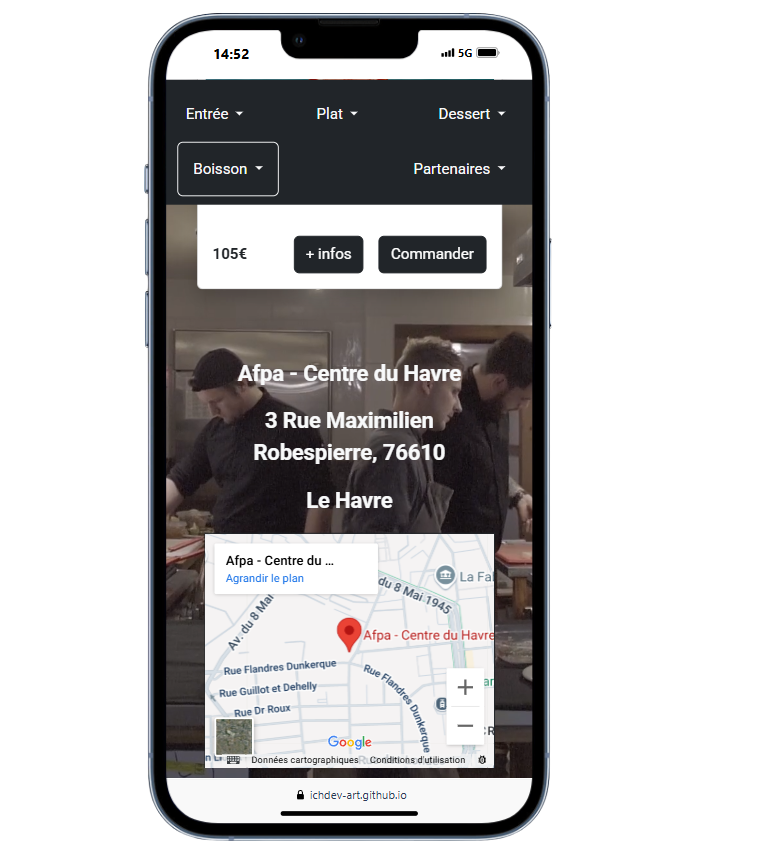 14:52
5G
Entrée Plat Dessert
Boisson Partenaires
105€ + infos Commander
Afpa - Centre du Havre
3 Rue Maximilien
Robespierre, 76610
Le Havre
Afpa - Centre du ...
Agrandir le plan
La Fa
du 8 Mai 1945
Av. du 8 Mai
Afpa - Centre du Havre
Rue Flandres Dunkerque
Rue Guillot et Dehelly
Rue Flandres Dunkerque
Rue Dr Roux
+
−
Google
Données cartographiques Conditions d'utilisation
ichdev-art.github.io